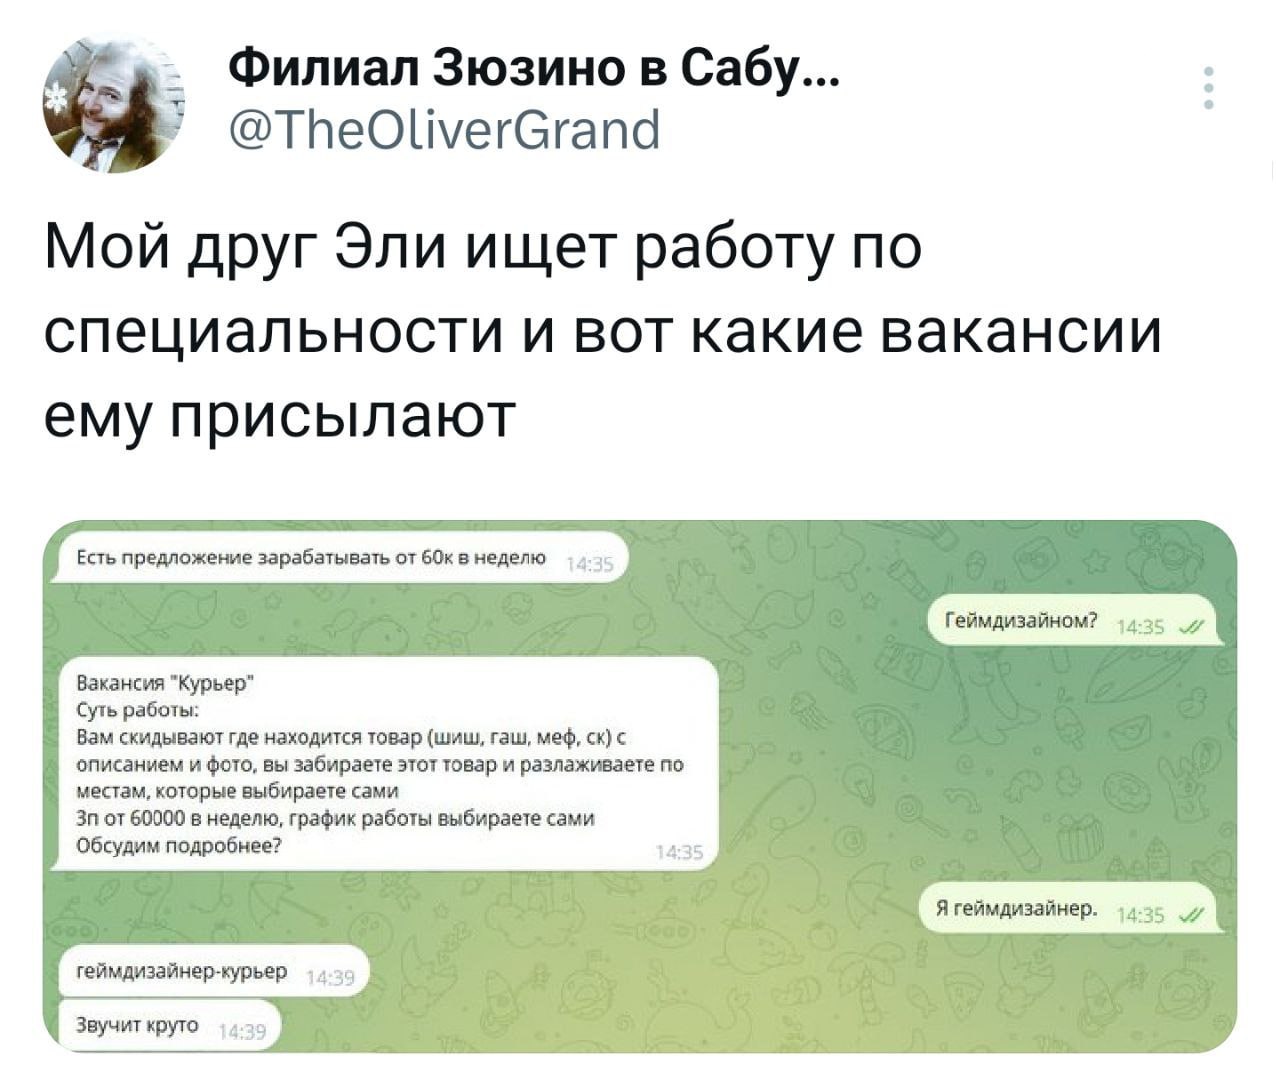 Филиал Зюзино в Сабу...
@TheOliverGrand
Мой друг Эли ищет работу по
специальности и вот какие вакансии
ему присылают
Есть предложение зарабатывать от 60к в неделю 14:35
Геймдизайном? 14:35
Вакансия "Курьер"
Суть работы:
Вам скидывают где находится товар (шиш, гаш, меф, ск) с
описанием и фото, вы забираете этот товар и разлаживаете по
местам, которые выбираете сами
Зп от 60000 в неделю, график работы выбираете сами
Обсудим подробнее? 14:35
Я геймдизайнер. 14:35
геймдизайнер-курьер 14:39
Звучит круто 14:39